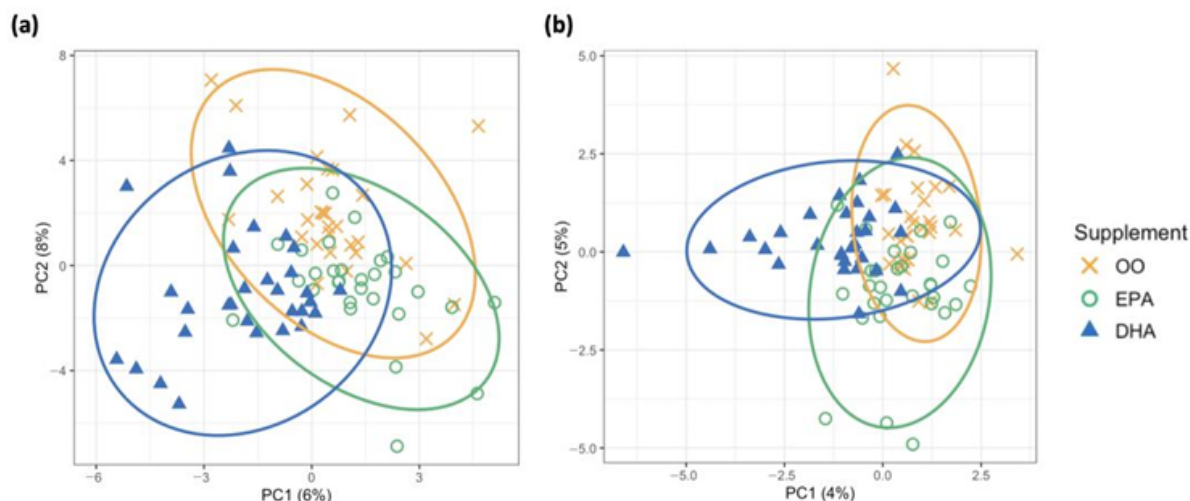 (a)
(b)
8
4
0
−4
PC2 (8%)
−6
−3
0
3
PC1 (6%)
5.0
2.5
0.0
−2.5
−5.0
PC2 (5%)
−5.0
−2.5
0.0
2.5
PC1 (4%)
Supplement
OO
EPA
DHA